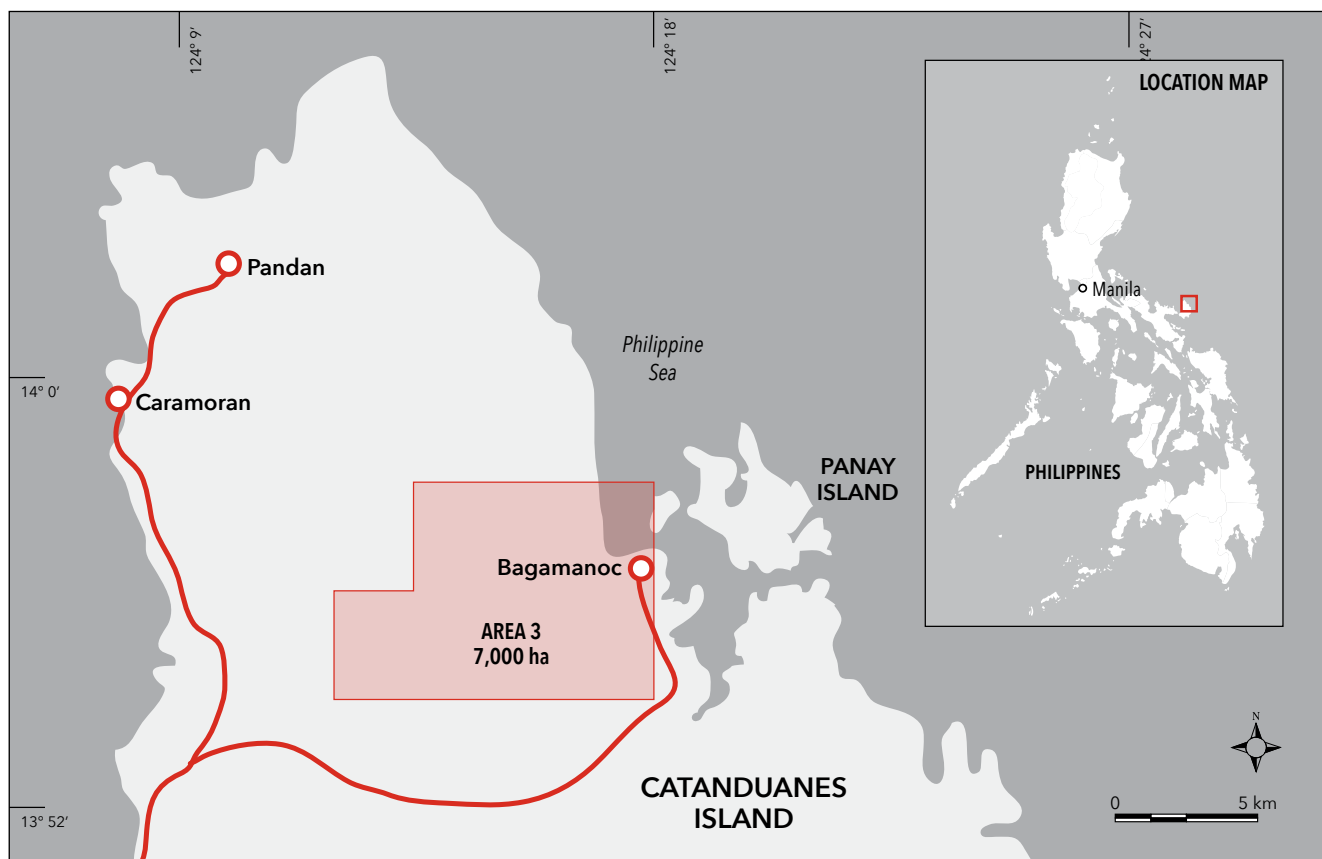 124° 9'
124° 18'
24° 27'
LOCATION MAP
Manila
PHILIPPINES
Pandan
Philippine
Sea
14° 0'
Caramoran
PANAY
ISLAND
Bagamanoc
AREA 3
7,000 ha
N
CATANDUANES
ISLAND
0 5 km
13° 52'